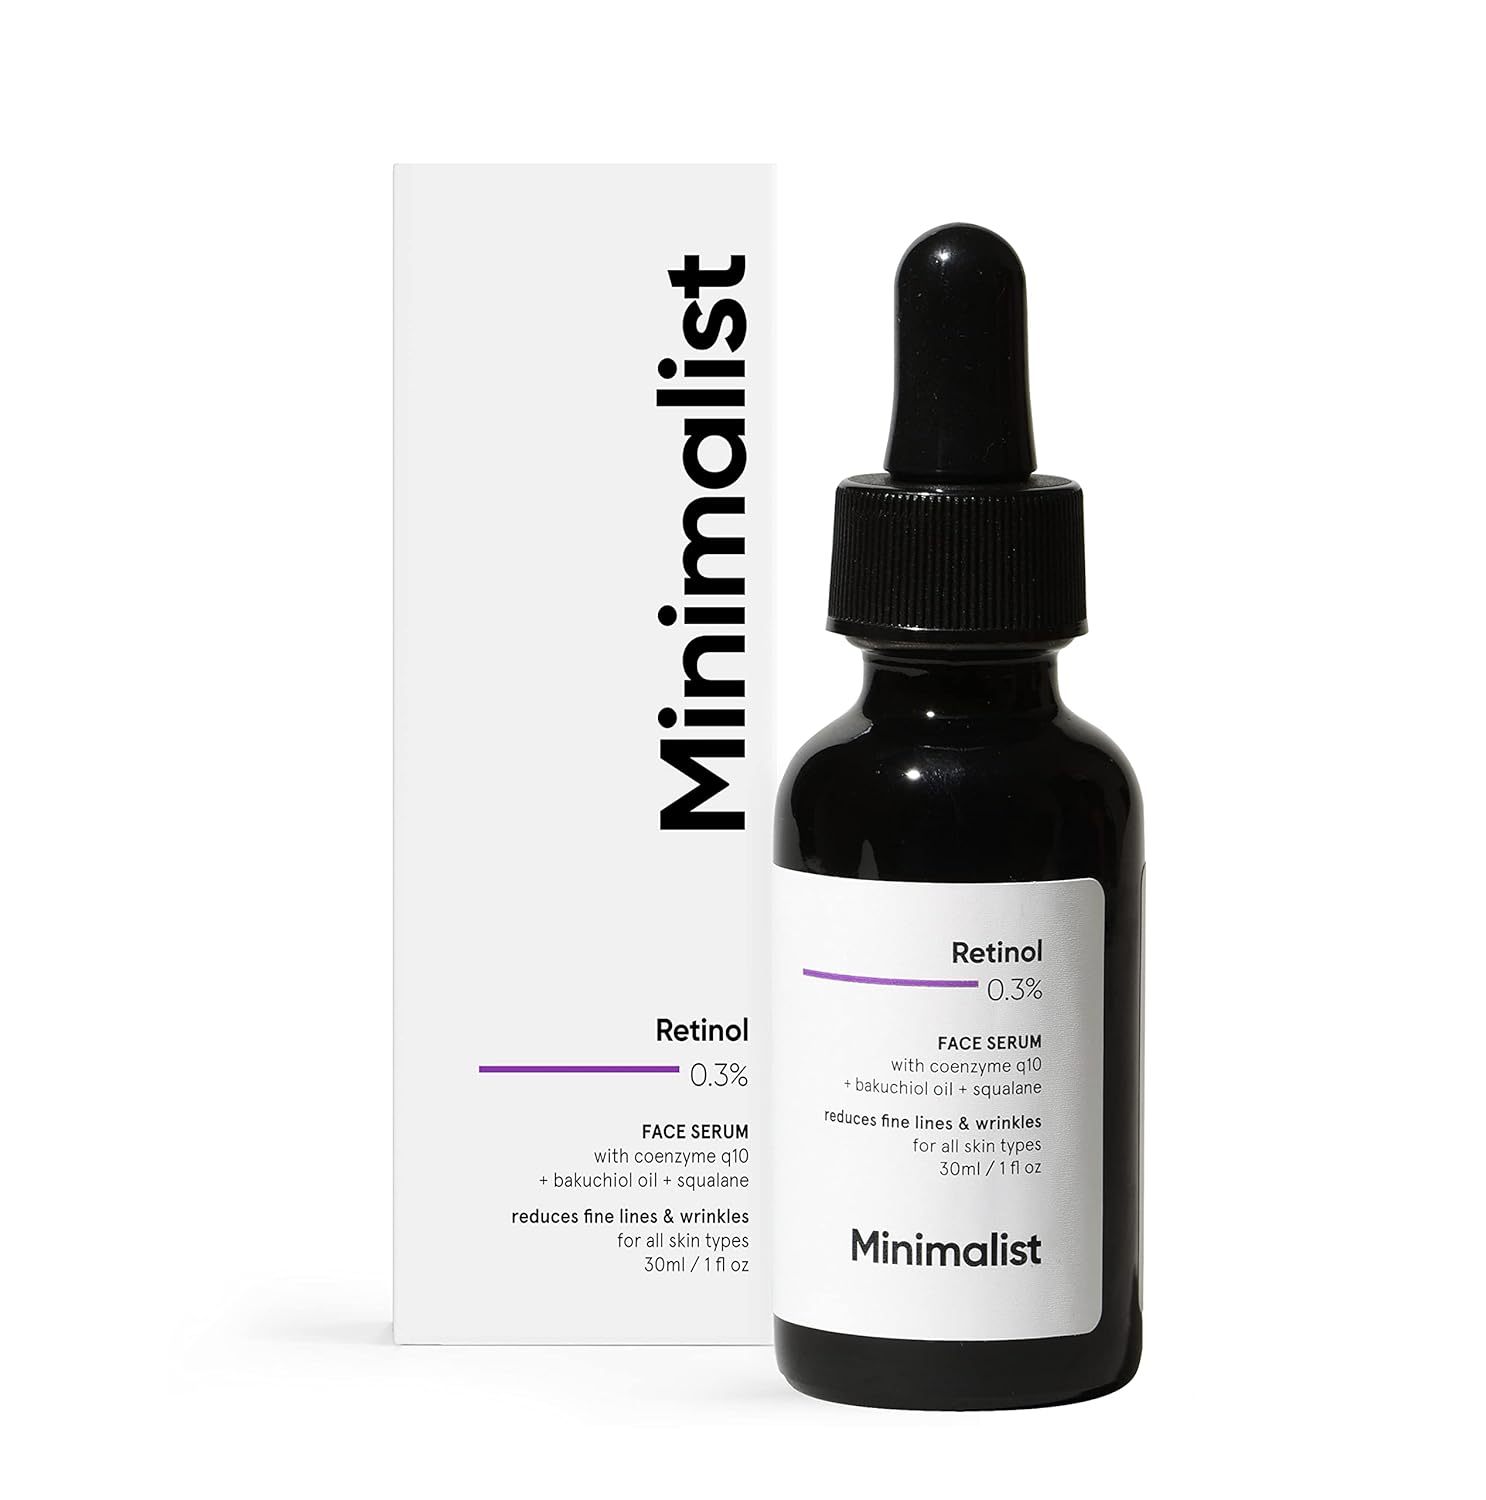 Minimalist
Retinol
0.3%
FACE SERUM
with coenzyme q10
+ bakuchiol oil + squalane
reduces fine lines & wrinkles
for all skin types
30ml / 1 fl oz
Retinol
0.3%
FACE SERUM
with coenzyme q10
+ bakuchiol oil + squalane
reduces fine lines & wrinkles
for all skin types
30ml / 1 fl oz
Minimalist